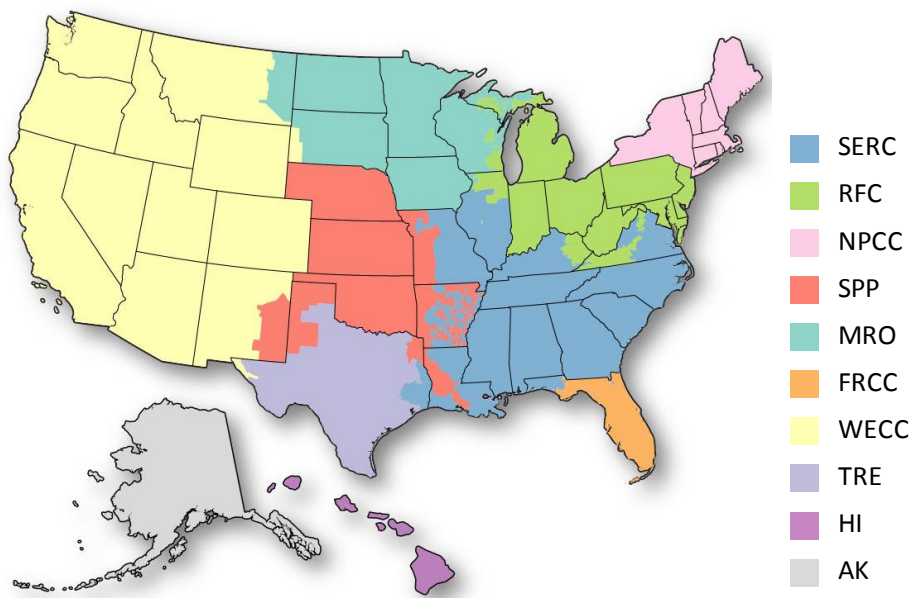 SERC
RFC
NPCC
SPP
MRO
FRCC
WECC
TRE
HI
AK